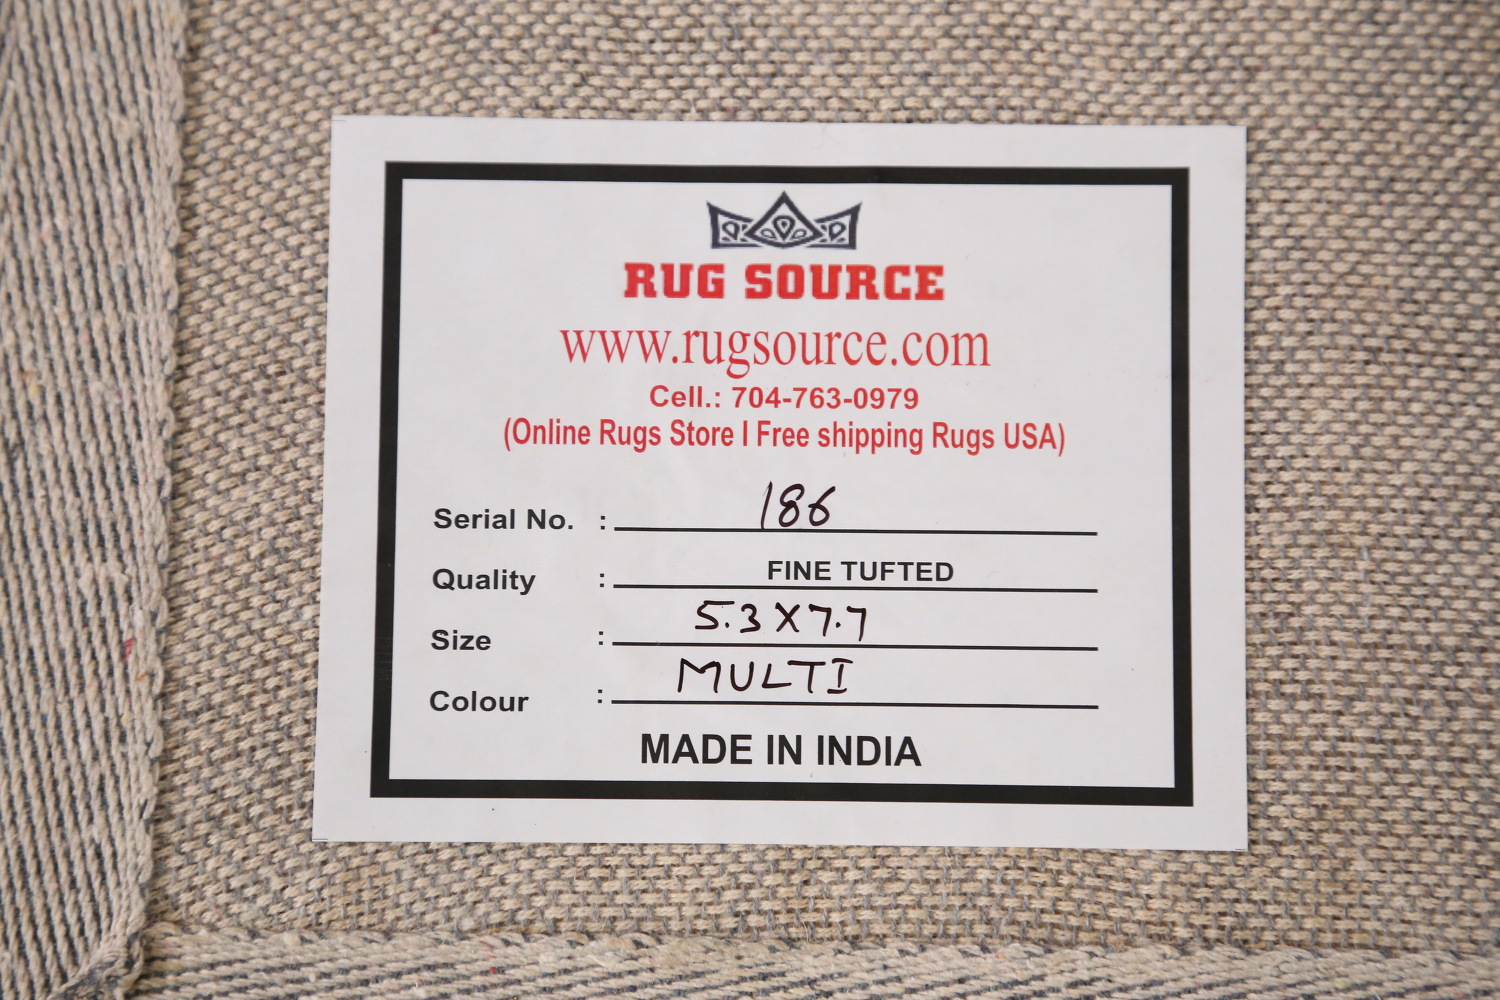 RUG SOURCE
www.rugsource.com
Cell.: 704-763-0979
(Online Rugs Store I Free shipping Rugs USA)
Serial No. : 186
Quality : FINE TUFTED
Size : 5.3X7.7
Colour : MULTI
MADE IN INDIA